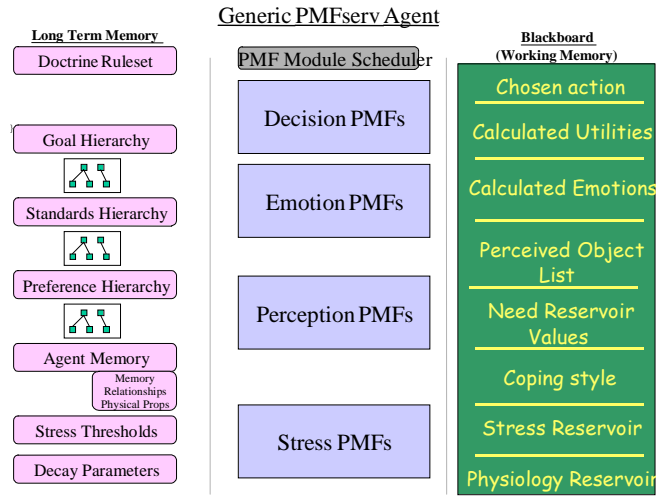 Generic PMFserv Agent
Long Term Memory
Doctrine Ruleset
Goal Hierarchy
Standards Hierarchy
Preference Hierarchy
Agent Memory
Memory
Relationships
Physical Props
Stress Thresholds
Decay Parameters
PMF Module Scheduler
Decision PMFs
Emotion PMFs
Perception PMFs
Stress PMFs
Blackboard
(Working Memory)
Chosen action
Calculated Utilities
Calculated Emotions
Perceived Object
List
Need Reservoir
Values
Coping style
Stress Reservoir
Physiology Reservoir